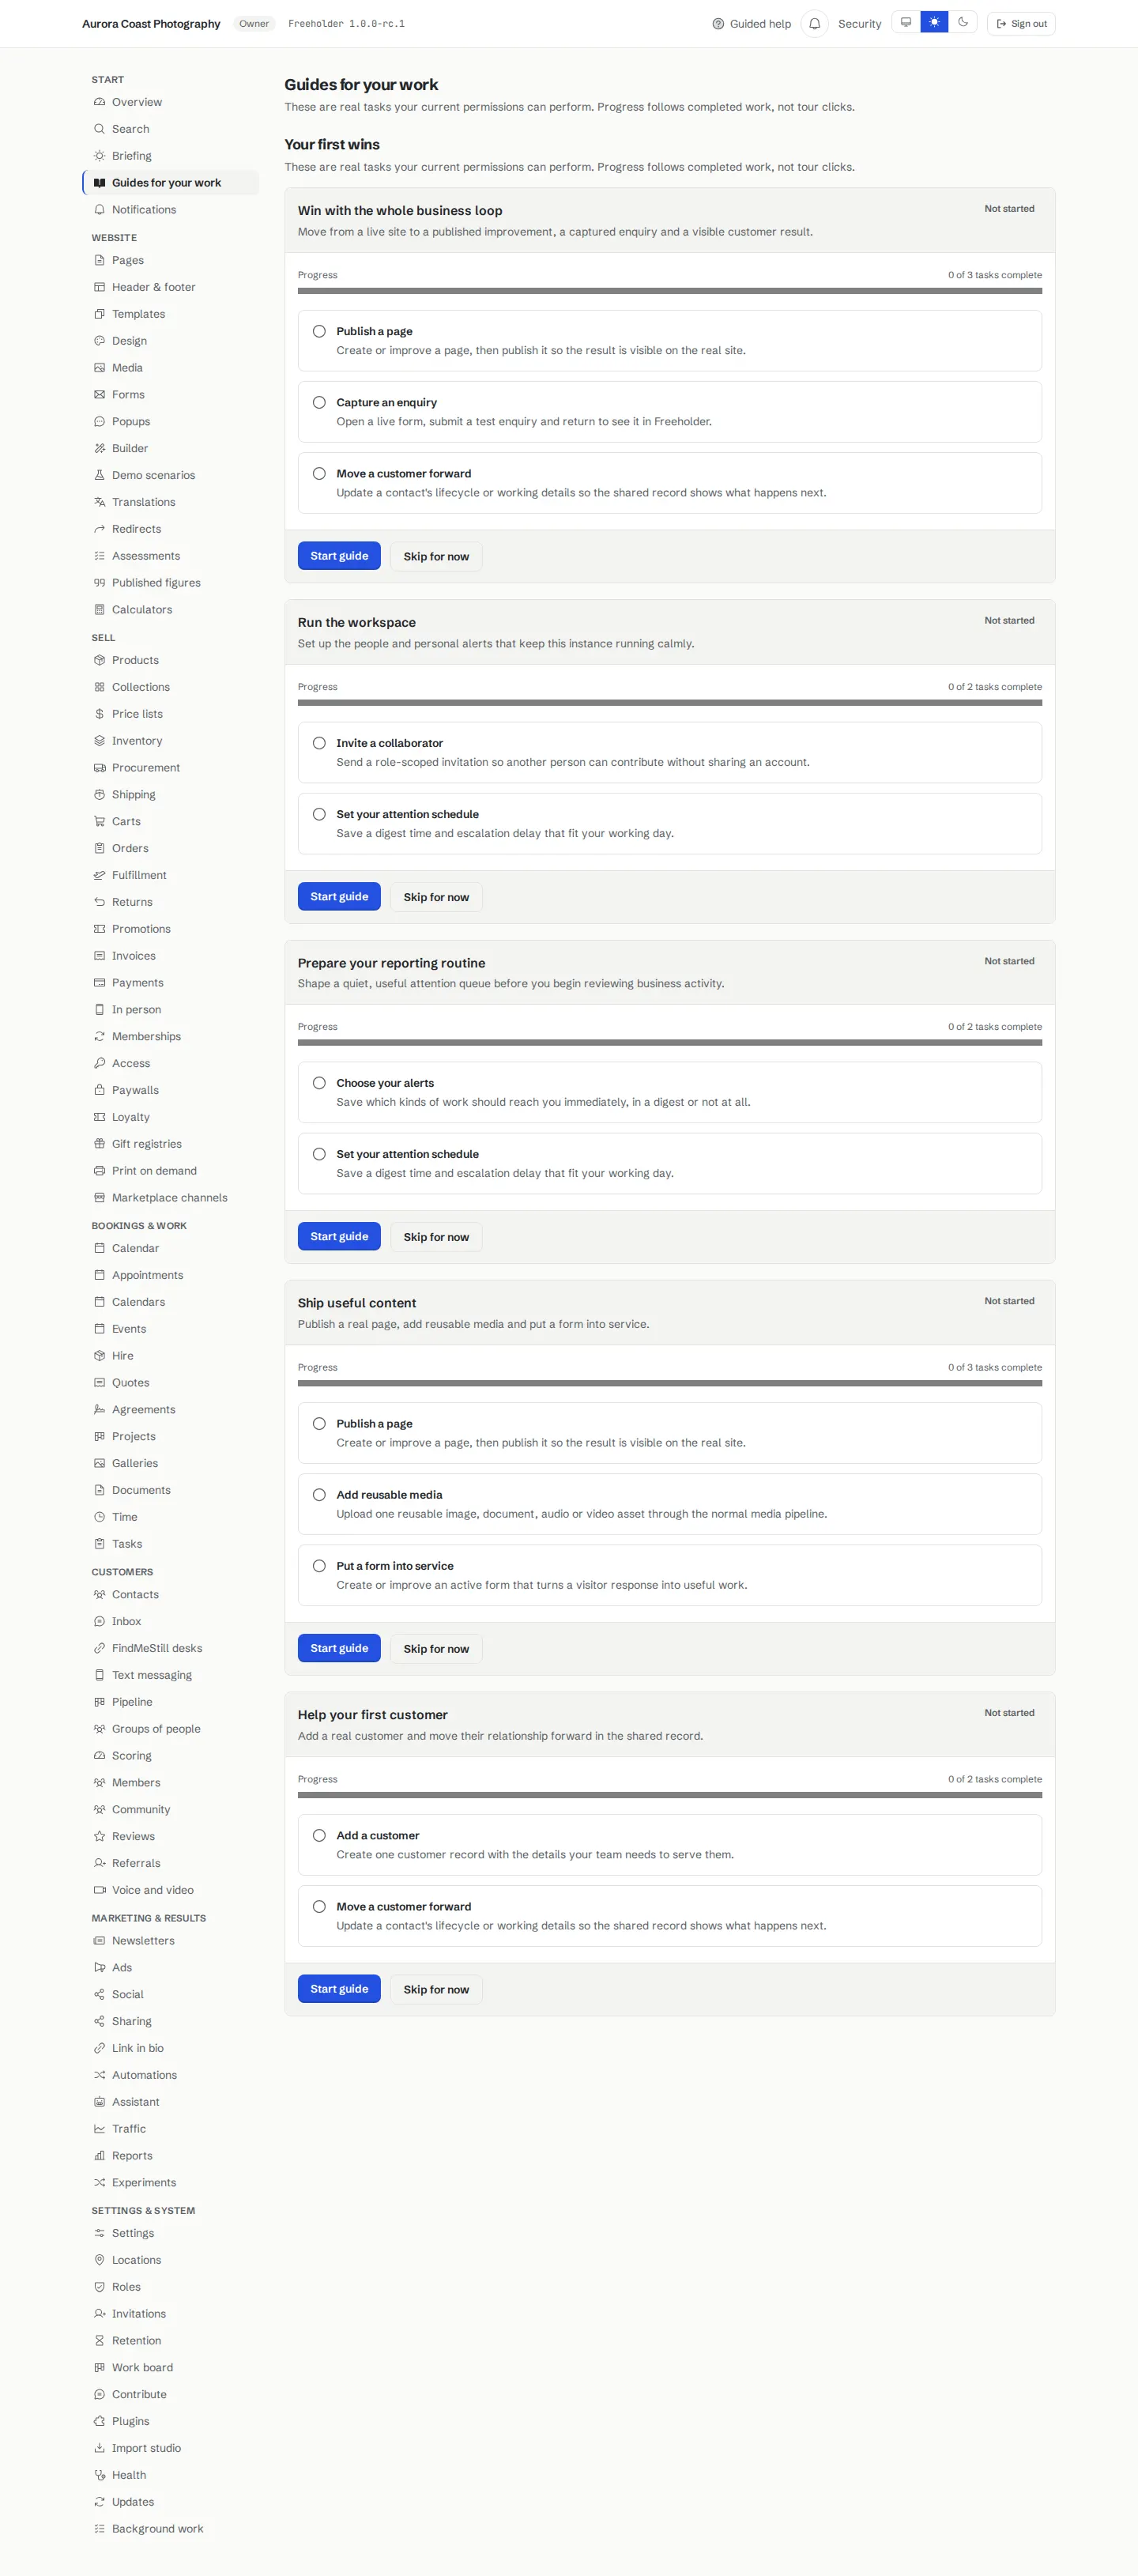 Aurora Coast Photography Owner Freeholder 1.0.0-rc.1 Guided help Security Sign out
START
Overview
Search
Briefing
Guides for your work
Notifications
WEBSITE
Pages
Header & footer
Templates
Design
Media
Forms
Popups
Builder
Demo scenarios
Translations
Redirects
Assessments
Published figures
Calculators
SELL
Products
Collections
Price lists
Inventory
Procurement
Shipping
Carts
Orders
Fulfillment
Returns
Promotions
Invoices
Payments
In person
Memberships
Access
Paywalls
Loyalty
Gift registries
Print on demand
Marketplace channels
BOOKINGS & WORK
Calendar
Appointments
Calendars
Events
Hire
Quotes
Agreements
Projects
Galleries
Documents
Time
Tasks
CUSTOMERS
Contacts
Inbox
FindMeStill desks
Text messaging
Pipeline
Groups of people
Scoring
Members
Community
Reviews
Referrals
Voice and video
MARKETING & RESULTS
Newsletters
Ads
Social
Sharing
Link in bio
Automations
Assistant
Traffic
Reports
Experiments
SETTINGS & SYSTEM
Settings
Locations
Roles
Invitations
Retention
Work board
Contribute
Plugins
Import studio
Health
Updates
Background work
Guides for your work
These are real tasks your current permissions can perform. Progress follows completed work, not tour clicks.
Your first wins
These are real tasks your current permissions can perform. Progress follows completed work, not tour clicks.
Win with the whole business loop Not started
Move from a live site to a published improvement, a captured enquiry and a visible customer result.
Progress 0 of 3 tasks complete
Publish a page
Create or improve a page, then publish it so the result is visible on the real site.
Capture an enquiry
Open a live form, submit a test enquiry and return to see it in Freeholder.
Move a customer forward
Update a contact's lifecycle or working details so the shared record shows what happens next.
Start guide Skip for now
Run the workspace Not started
Set up the people and personal alerts that keep this instance running calmly.
Progress 0 of 2 tasks complete
Invite a collaborator
Send a role-scoped invitation so another person can contribute without sharing an account.
Set your attention schedule
Save a digest time and escalation delay that fit your working day.
Start guide Skip for now
Prepare your reporting routine Not started
Shape a quiet, useful attention queue before you begin reviewing business activity.
Progress 0 of 2 tasks complete
Choose your alerts
Save which kinds of work should reach you immediately, in a digest or not at all.
Set your attention schedule
Save a digest time and escalation delay that fit your working day.
Start guide Skip for now
Ship useful content Not started
Publish a real page, add reusable media and put a form into service.
Progress 0 of 3 tasks complete
Publish a page
Create or improve a page, then publish it so the result is visible on the real site.
Add reusable media
Upload one reusable image, document, audio or video asset through the normal media pipeline.
Put a form into service
Create or improve an active form that turns a visitor response into useful work.
Start guide Skip for now
Help your first customer Not started
Add a real customer and move their relationship forward in the shared record.
Progress 0 of 2 tasks complete
Add a customer
Create one customer record with the details your team needs to serve them.
Move a customer forward
Update a contact's lifecycle or working details so the shared record shows what happens next.
Start guide Skip for now